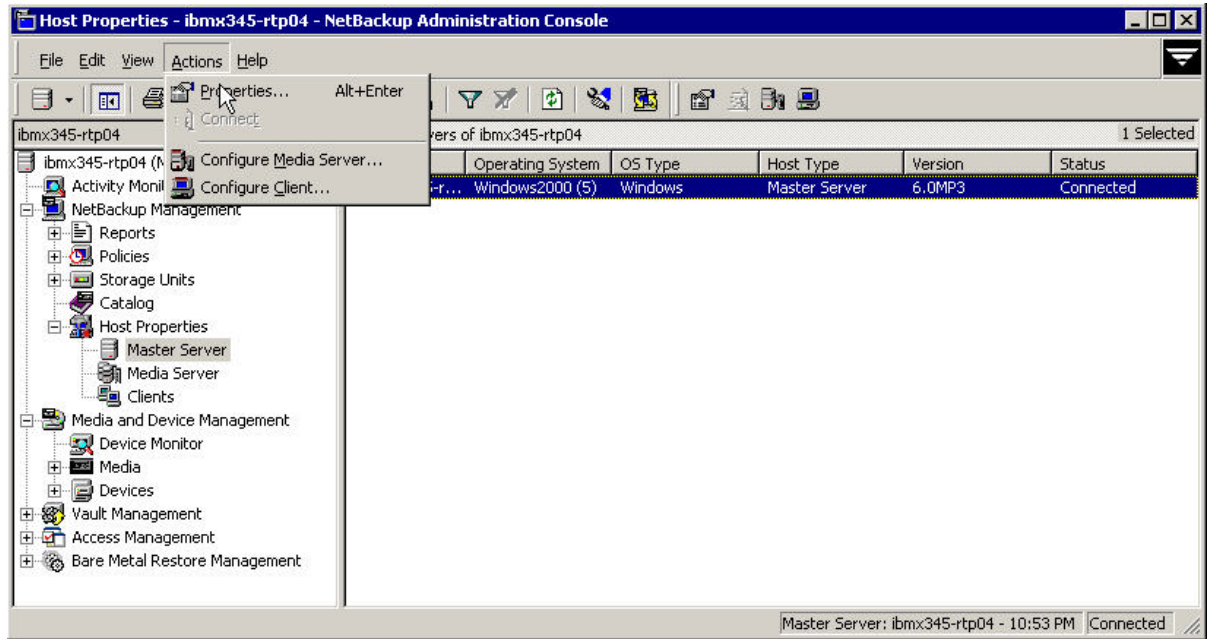 Host Properties - ibmx345-rtp04 - NetBackup Administration Console
File Edit View Actions Help
Properties... Alt+Enter
Connect
Configure Media Server...
Configure Client...
ibmx345-rtp04
of ibmx345-rtp04
1 Selected
ibmx345-rtp04
Operating System OS Type Host Type Version Status
Windows2000 (5) Windows Master Server 6.0MP3 Connected
Activity
NetBackup Management
Reports
Policies
Storage Units
Catalog
Host Properties
Master Server
Media Server
Clients
Media and Device Management
Device Monitor
Media
Devices
Vault Management
Access Management
Bare Metal Restore Management
Master Server: ibmx345-rtp04 - 10:53 PM Connected